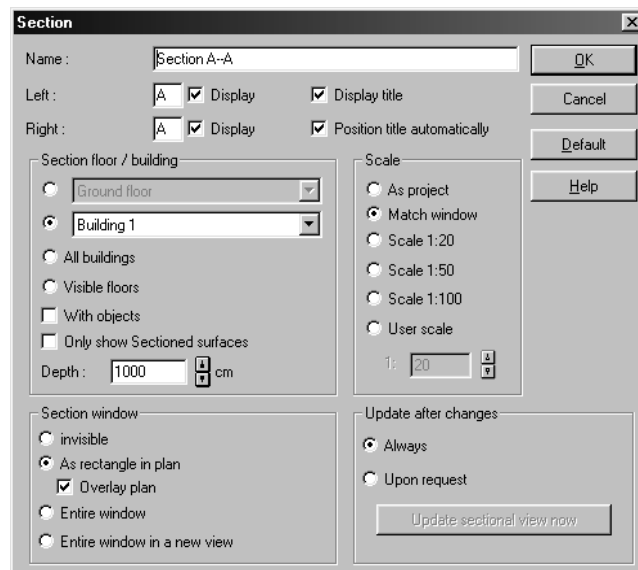 Section
Name : Section A--A OK
Left : A Display Display title Cancel
Right : A Display Position title automatically
Default
Help
Section floor / building
Ground floor
Building 1
All buildings
Visible floors
With objects
Only show Sectioned surfaces
Depth : 1000 cm
Scale
As project
Match window
Scale 1:20
Scale 1:50
Scale 1:100
User scale
1: 20
Section window
invisible
As rectangle in plan
Overlay plan
Entire window
Entire window in a new view
Update after changes
Always
Upon request
Update sectional view now